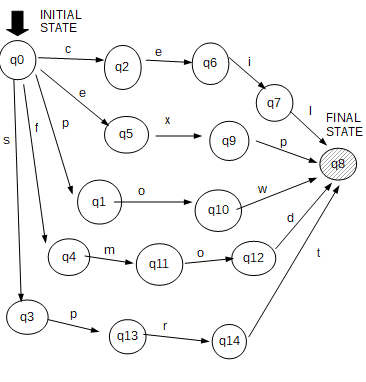 INITIAL
STATE
q0
c
q2
e
q6
i
q7
l
FINAL
STATE
q8
e
q5
x
q9
p
p
q1
o
q10
w
f
q4
m
q11
o
q12
d
s
q3
p
q13
r
q14
t